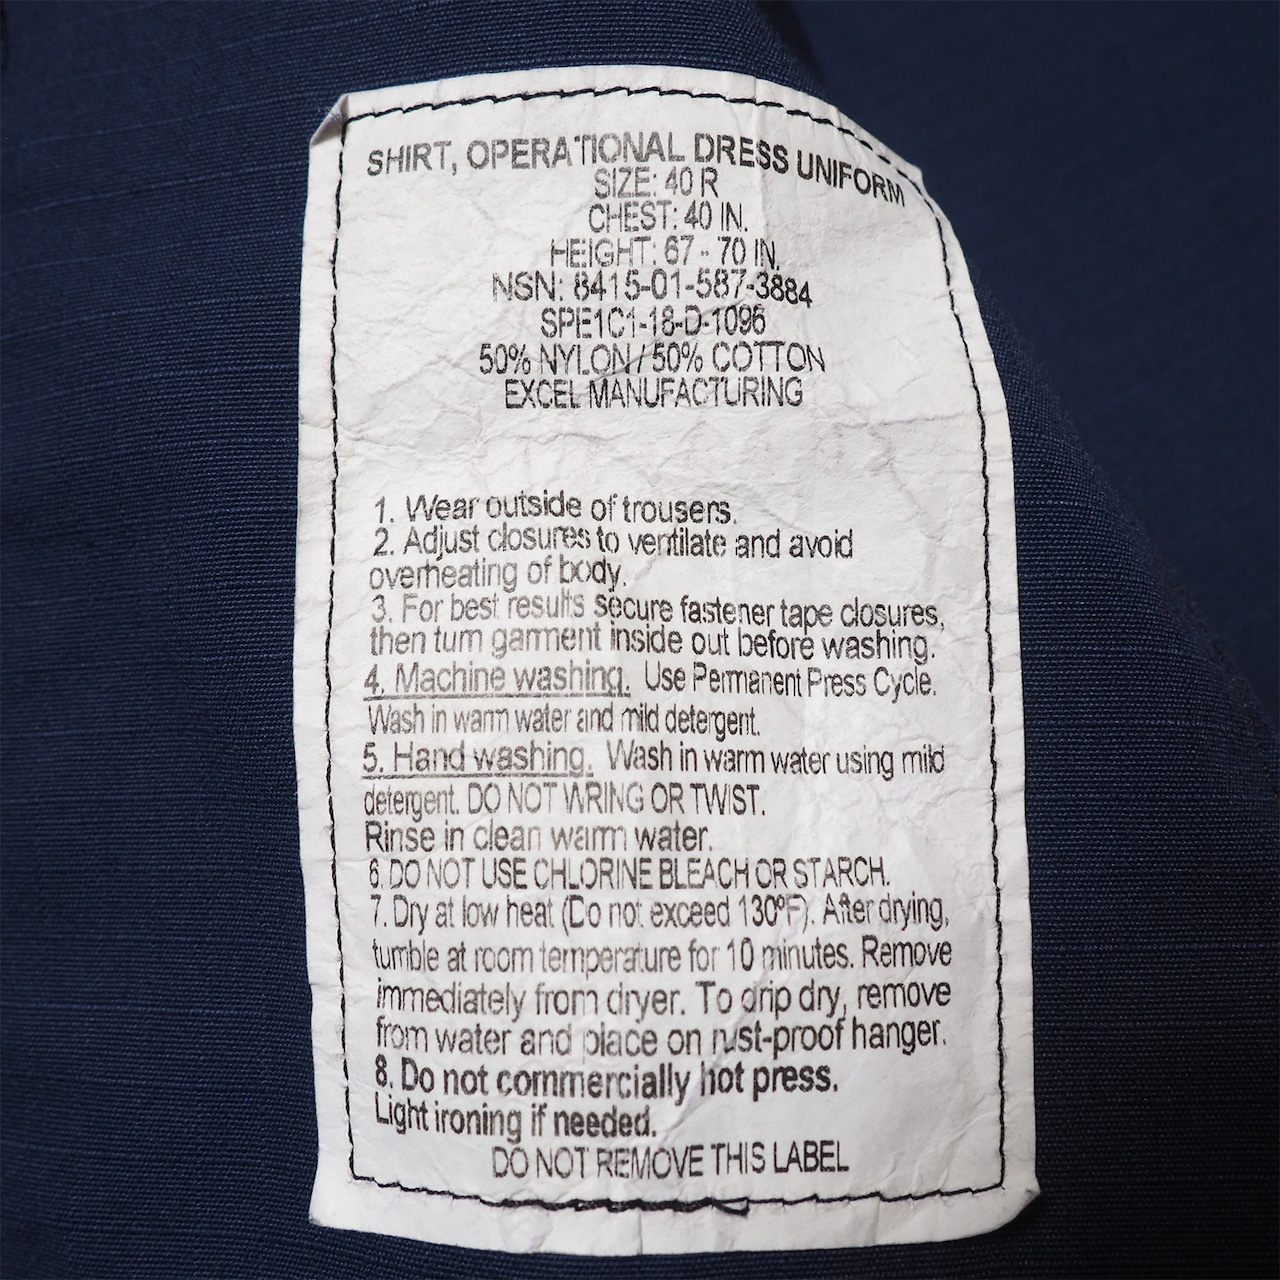 SHIRT, OPERATIONAL DRESS UNIFORM
SIZE: 40 R
CHEST: 40 IN.
HEIGHT: 67 - 70 IN.
NSN: 8415-01-587-3884
SPE1C1-18-D-1096
50% NYLON / 50% COTTON
EXCEL MANUFACTURING
1. Wear outside of trousers.
2. Adjust closures to ventilate and avoid
overheating of body.
3. For best results secure fastener tape closures,
then turn garment inside out before washing.
4. Machine washing. Use Permanent Press Cycle.
Wash in warm water and mild detergent.
5. Hand washing. Wash in warm water using mild
detergent. DO NOT WRING OR TWIST.
Rinse in clean warm water.
6. DO NOT USE CHLORINE BLEACH OR STARCH.
7. Dry at low heat (Do not exceed 130ºF). After drying,
tumble at room temperature for 10 minutes. Remove
immediately from dryer. To drip dry, remove
from water and place on rust-proof hanger.
8. Do not commercially hot press.
Light ironing if needed.
DO NOT REMOVE THIS LABEL